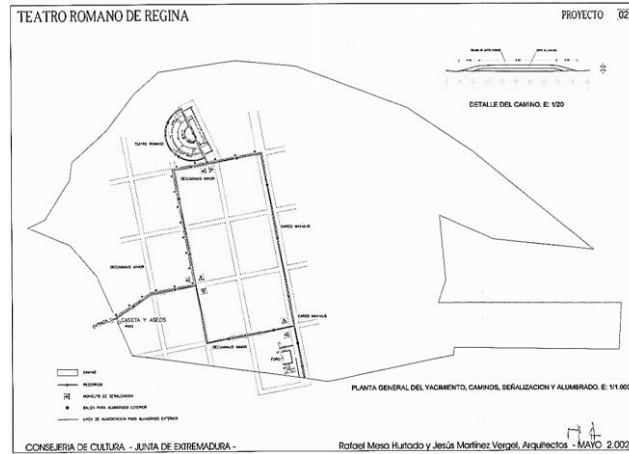 TEATRO ROMANO DE REGINA
PROYECTO 02
DETALLE DEL CAMINO. E: 1/20
TEATRO ROMANO
DECUMANUS MINOR
CARDO MAXIMUS
DECUMANUS MINOR
ENTRADA
CASETA Y ASEOS
CARDO MAXIMUS
DECUMANUS MINOR
FORO
CAMINO
RECORRIDO
MONOLITO DE SEÑALIZACION
BALIZA PARA ALUMBRADO EXTERIOR
LINEA DE ALIMENTACION PARA ALUMBRADO EXTERIOR
PLANTA GENERAL DEL YACIMIENTO, CAMINOS, SEÑALIZACION Y ALUMBRADO. E: 1/1.000
CONSEJERIA DE CULTURA - JUNTA DE EXTREMADURA -
Rafael Mesa Hurtado y Jesús Martínez Vergel, Arquitectos - MAYO 2.002